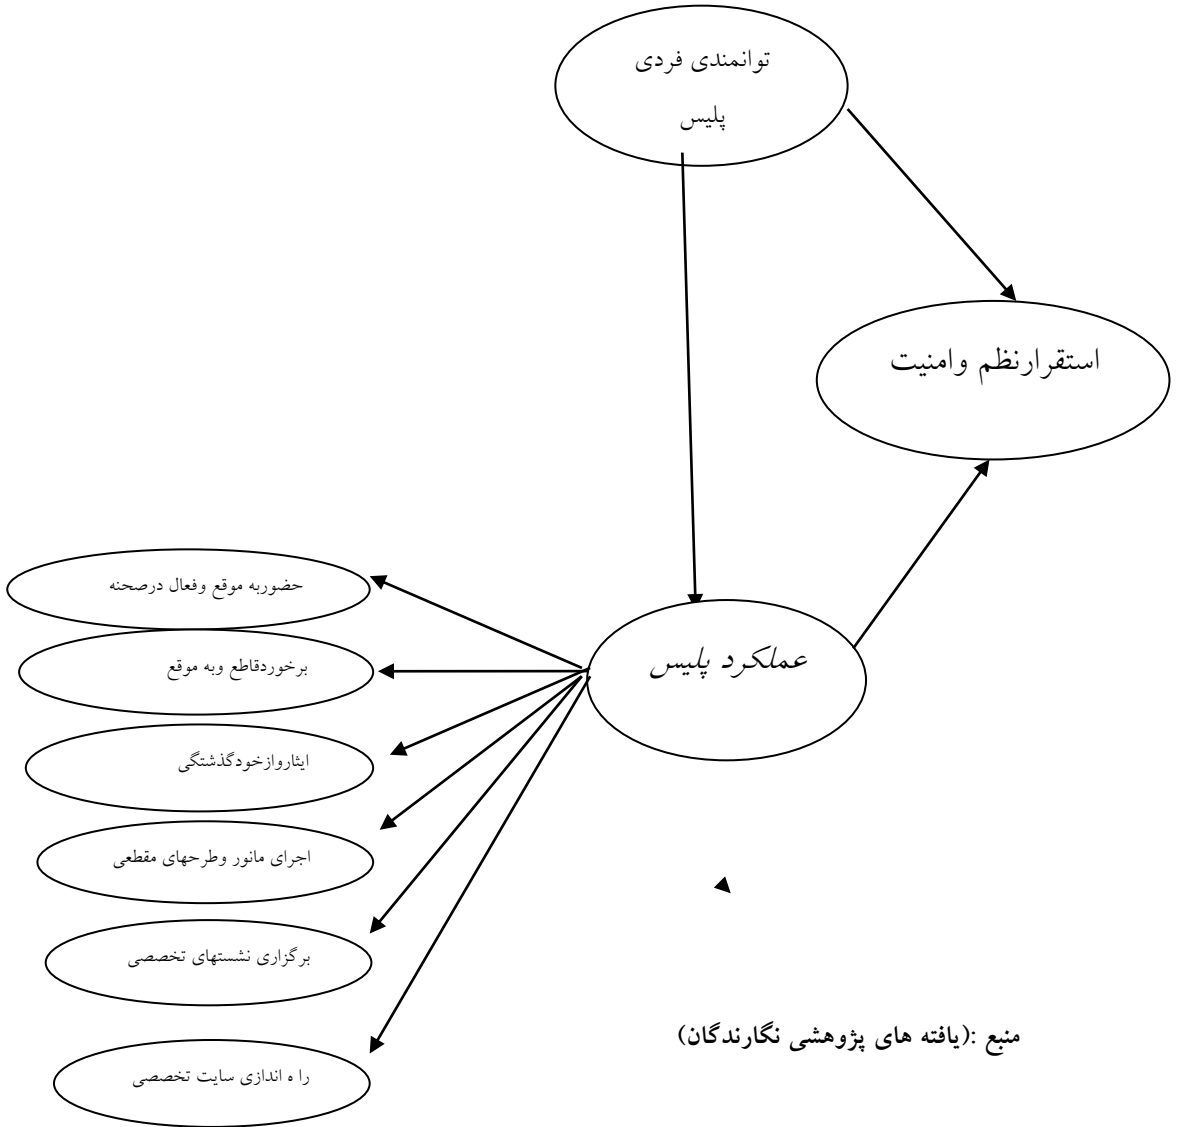 توانمندی فردی
پلیس
استقرارنظم وامنیت
حضوربه موقع وفعال درصحنه
عملکرد پلیس
برخوردقاطع وبه موقع
ایثاروازخودگذشتگی
اجرای مانور وطرحهای مقطعی
برگزاری نشستهای تخصصی
منبع :(یافته های پژوهشی نگارندگان)
را ه اندازی سایت تخصصی